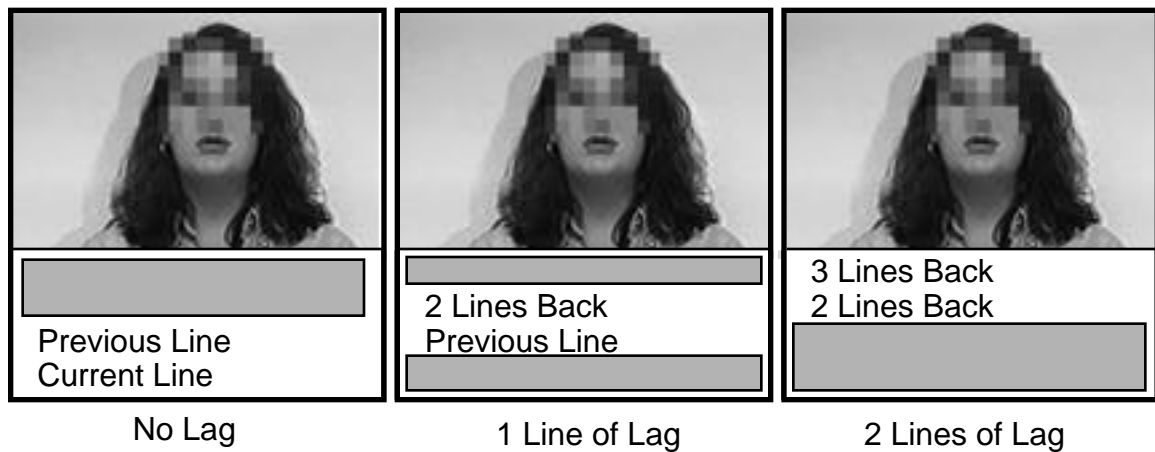 Previous Line
Current Line
No Lag
2 Lines Back
Previous Line
1 Line of Lag
3 Lines Back
2 Lines Back
2 Lines of Lag